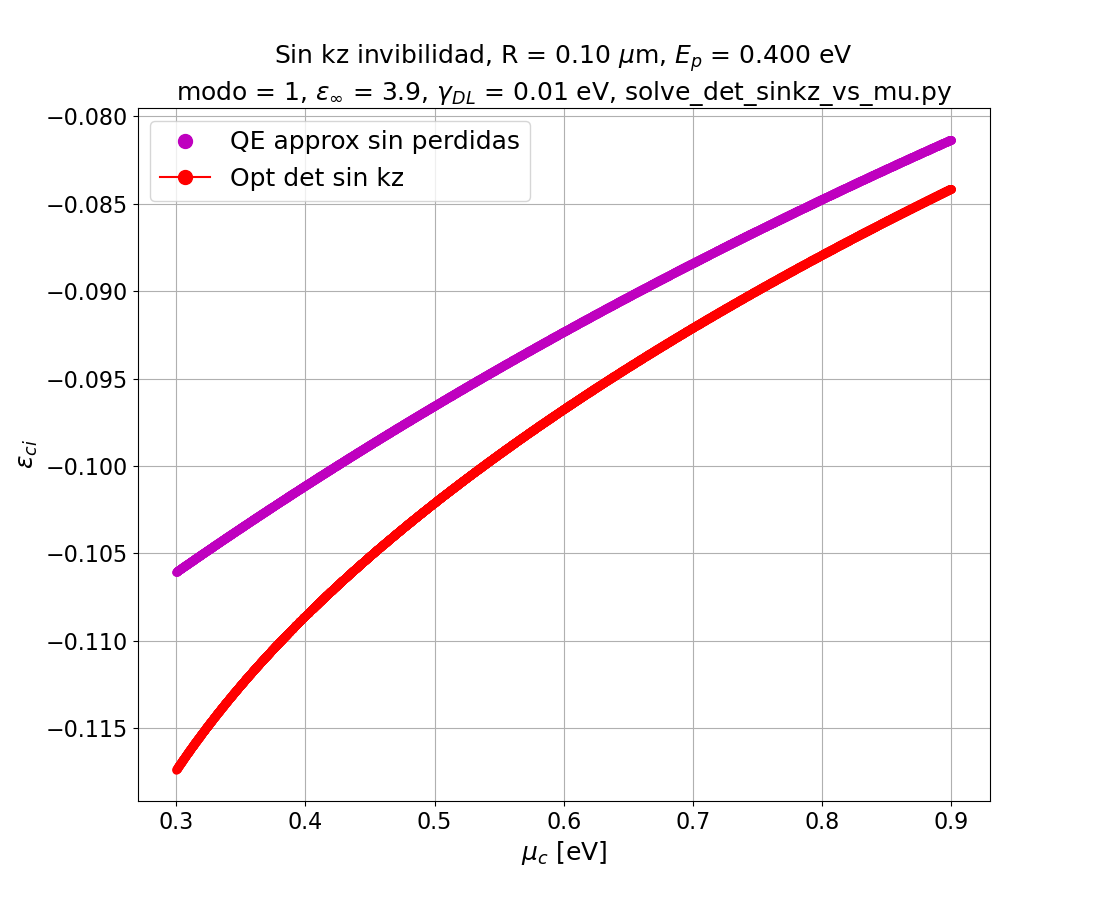 Sin kz invibilidad, R = 0.10 μm, E_p = 0.400 eV
modo = 1, ε_∞ = 3.9, γ_DL = 0.01 eV, solve_det_sinkz_vs_mu.py
QE approx sin perdidas
Opt det sin kz
−0.080
−0.085
−0.090
−0.095
−0.100
−0.105
−0.110
−0.115
ε_ci
0.3 0.4 0.5 0.6 0.7 0.8 0.9
μ_c [eV]